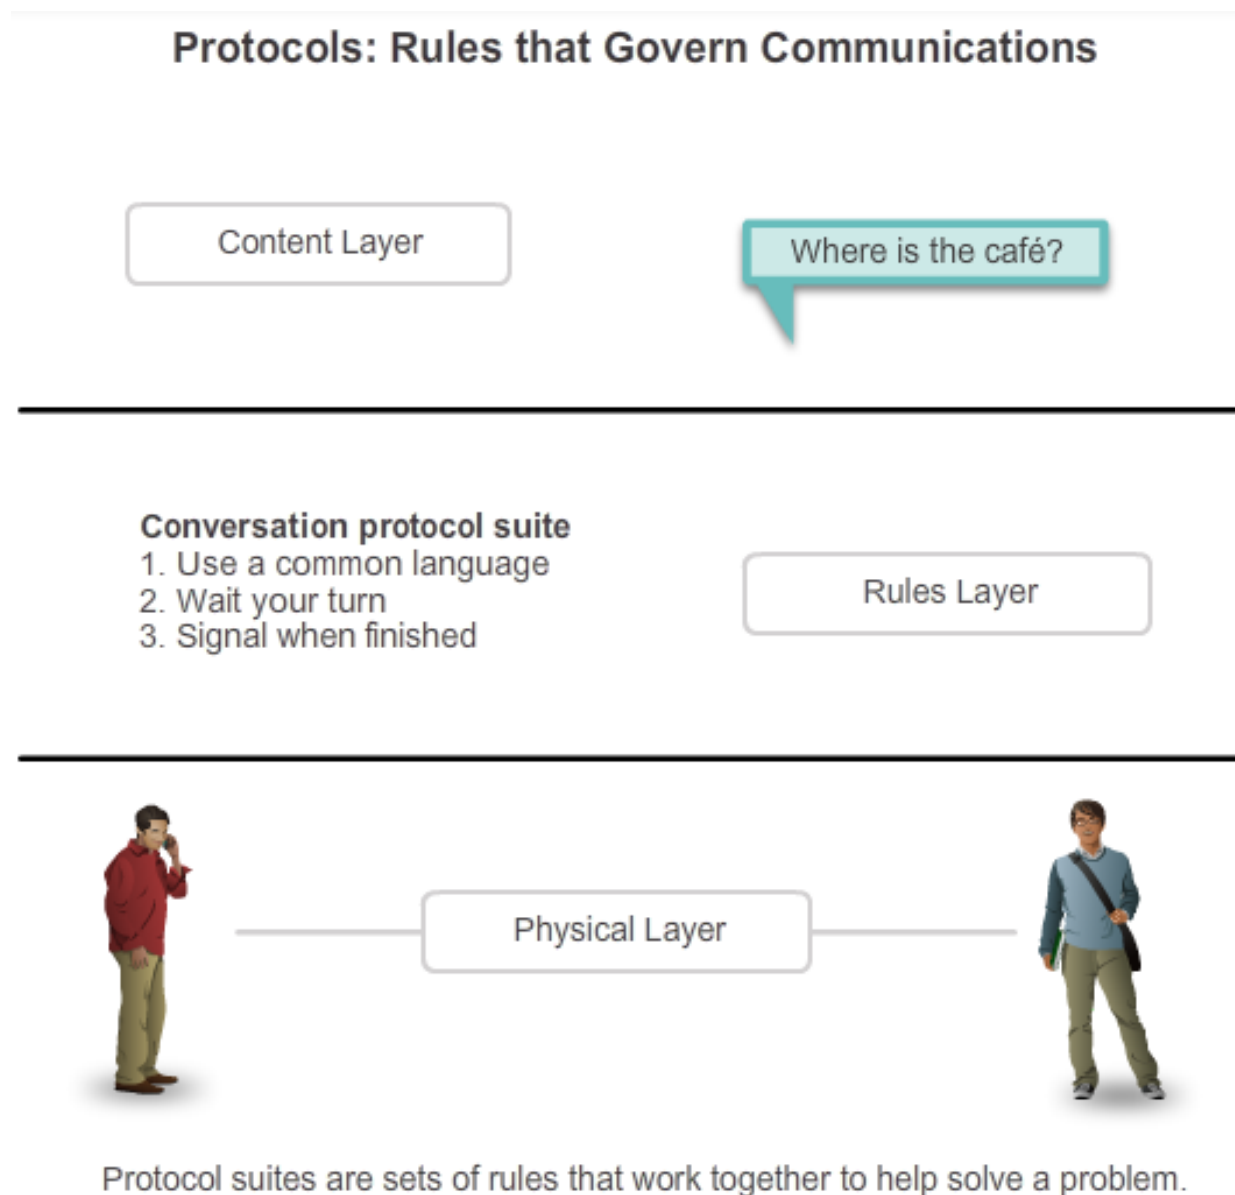 Protocols: Rules that Govern Communications
Content Layer
Where is the café?
Conversation protocol suite
1. Use a common language
2. Wait your turn
3. Signal when finished
Rules Layer
Physical Layer
Protocol suites are sets of rules that work together to help solve a problem.